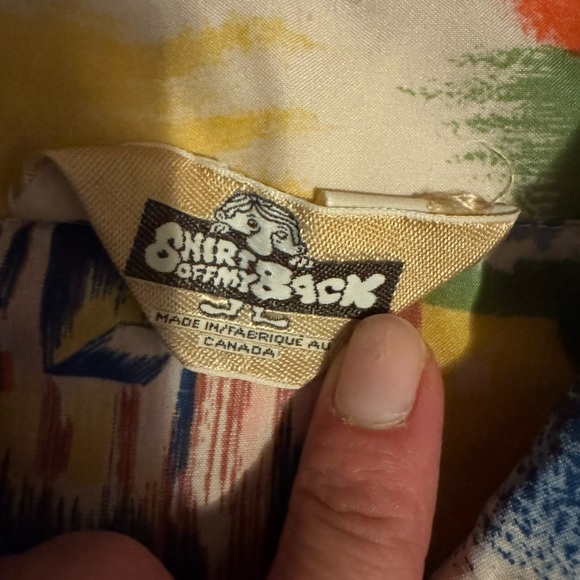 SHIRT
OFF MY BACK
MADE IN/FABRIQUE AU
CANADA